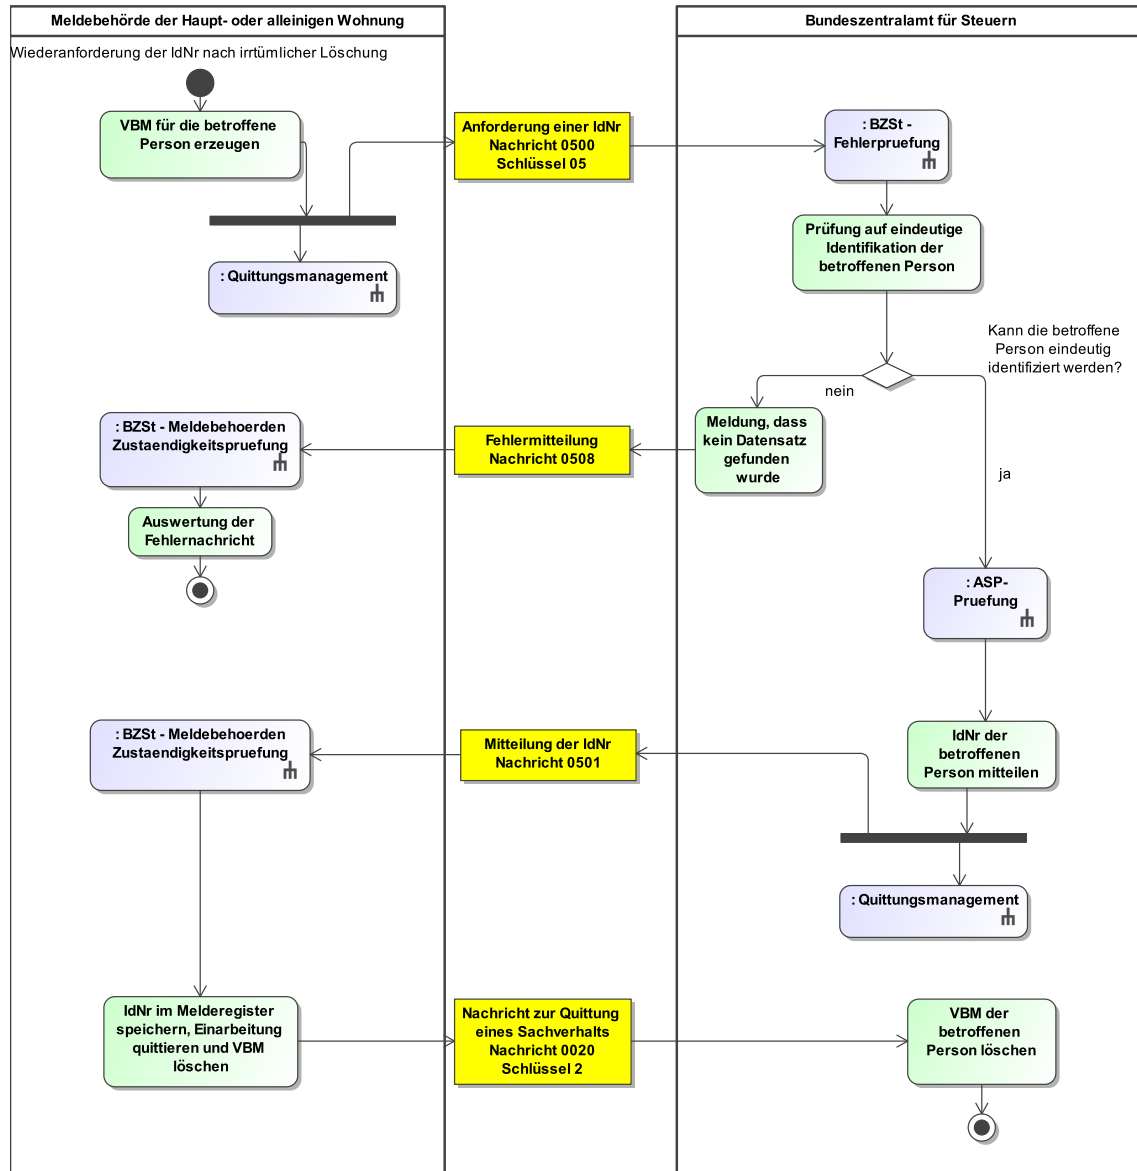 Meldebehörde der Haupt- oder alleinigen Wohnung
Bundeszentralamt für Steuern
Wiederanforderung der IdNr nach irrtümlicher Löschung
VBM für die betroffene
Person erzeugen
Anforderung einer IdNr
Nachricht 0500
Schlüssel 05
: BZSt -
Fehlerpruefung
: Quittungsmanagement
Prüfung auf eindeutige
Identifikation der
betroffenen Person
Kann die betroffene
Person eindeutig
identifiziert werden?
nein
ja
Meldung, dass
kein Datensatz
gefunden
wurde
Fehlermitteilung
Nachricht 0508
: BZSt - Meldebehoerden
Zustaendigkeitspruefung
Auswertung der
Fehlernachricht
: ASP-
Pruefung
IdNr der
betroffenen
Person mitteilen
Mitteilung der IdNr
Nachricht 0501
: BZSt - Meldebehoerden
Zustaendigkeitspruefung
: Quittungsmanagement
IdNr im Melderegister
speichern, Einarbeitung
quittieren und VBM
löschen
Nachricht zur Quittung
eines Sachverhalts
Nachricht 0020
Schlüssel 2
VBM der
betroffenen
Person löschen